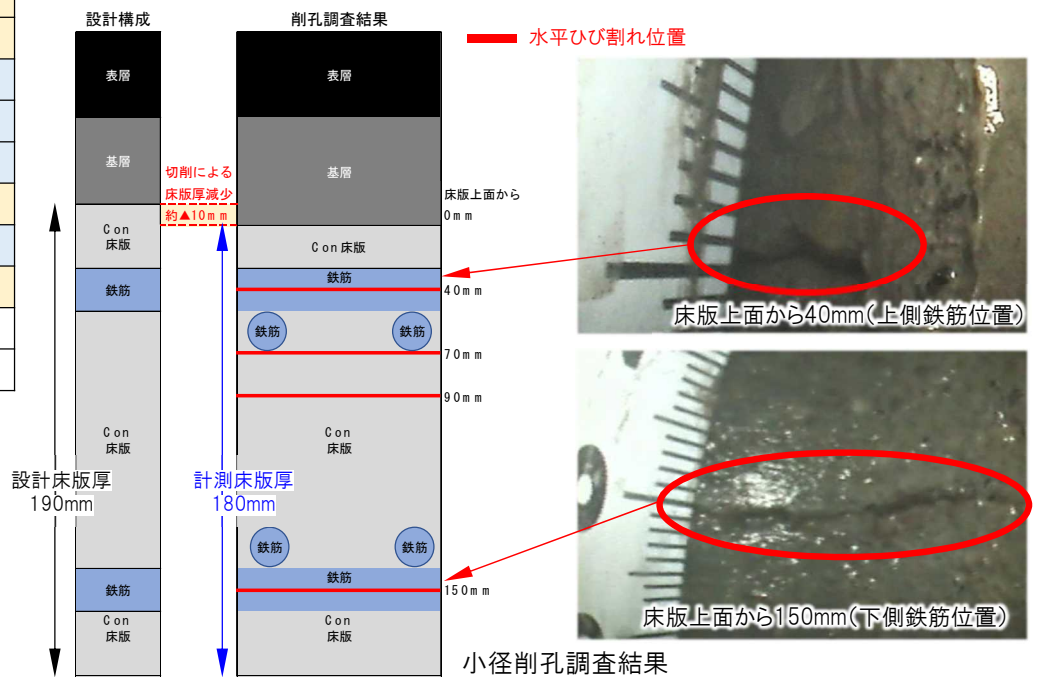 設計構成
削孔調査結果
水平ひび割れ位置
表層
表層
基層
基層
切削による
床版厚減少
約▲10mm
床版上面から
0mm
Con
床版
Con床版
鉄筋
鉄筋
40mm
鉄筋
鉄筋
70mm
90mm
Con
床版
Con
床版
設計床版厚
190mm
計測床版厚
180mm
鉄筋
鉄筋
鉄筋
鉄筋
150mm
Con
床版
Con
床版
床版上面から40mm(上側鉄筋位置)
床版上面から150mm(下側鉄筋位置)
小径削孔調査結果